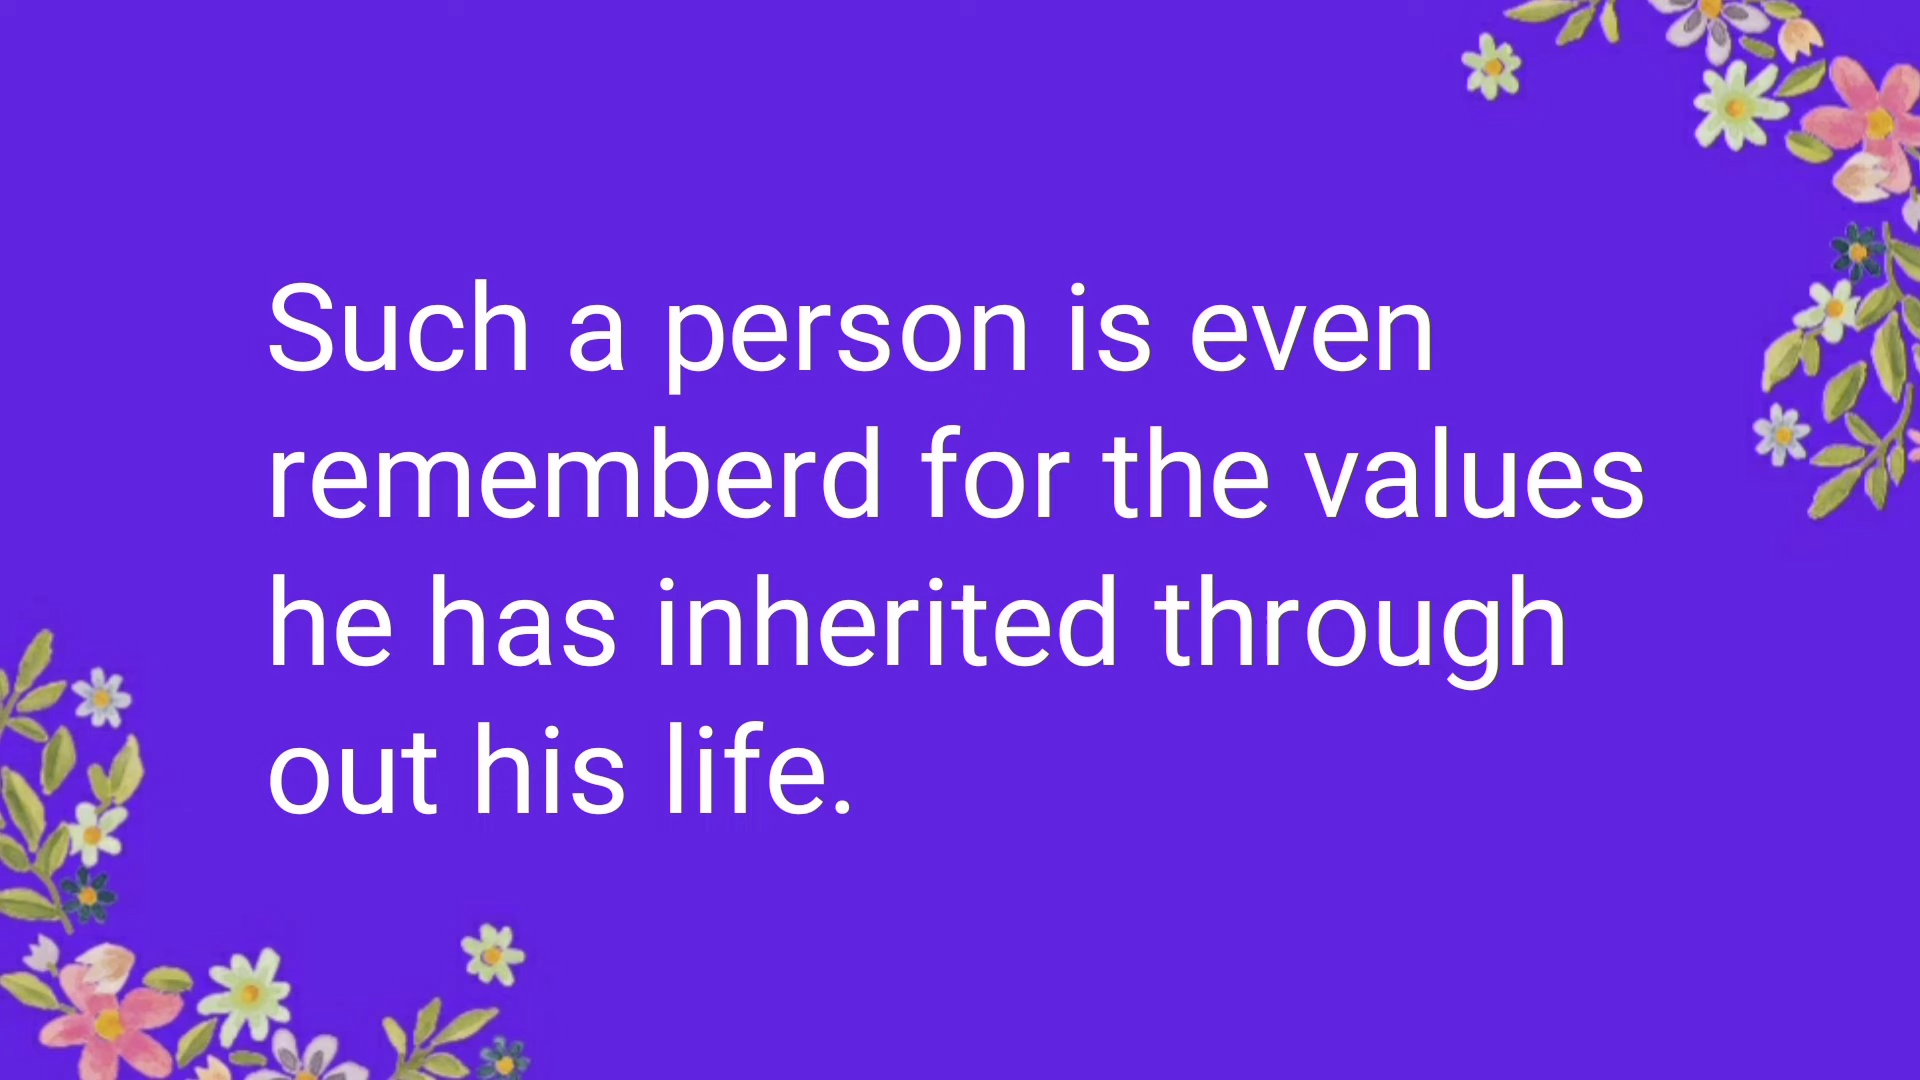 Such a person is even
rememberd for the values
he has inherited through
out his life.